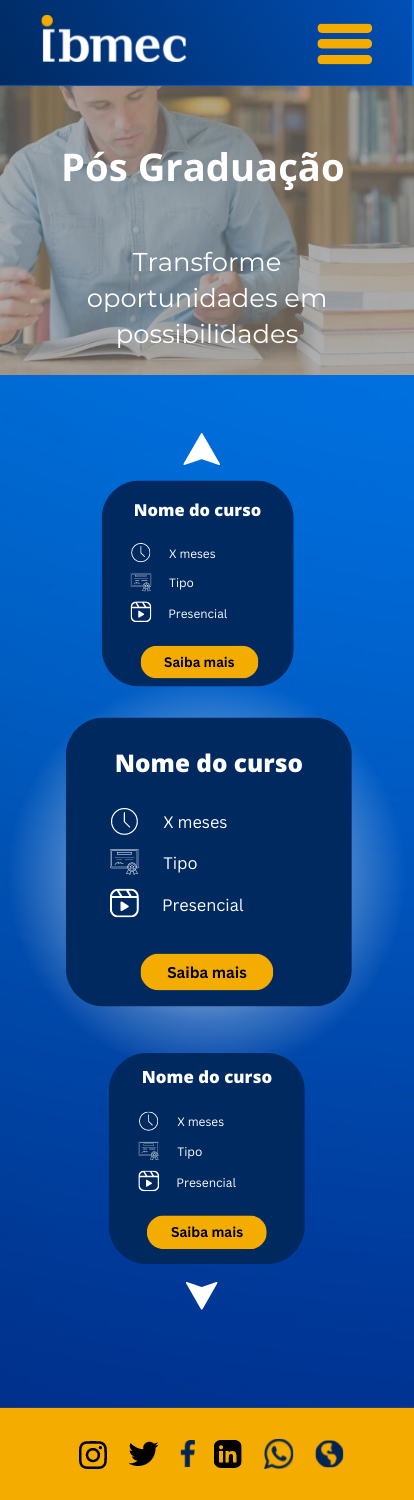 ibmec
Pós Graduação
Transforme
oportunidades em
possibilidades
Nome do curso
X meses
Tipo
Presencial
Saiba mais
Nome do curso
X meses
Tipo
Presencial
Saiba mais
Nome do curso
X meses
Tipo
Presencial
Saiba mais